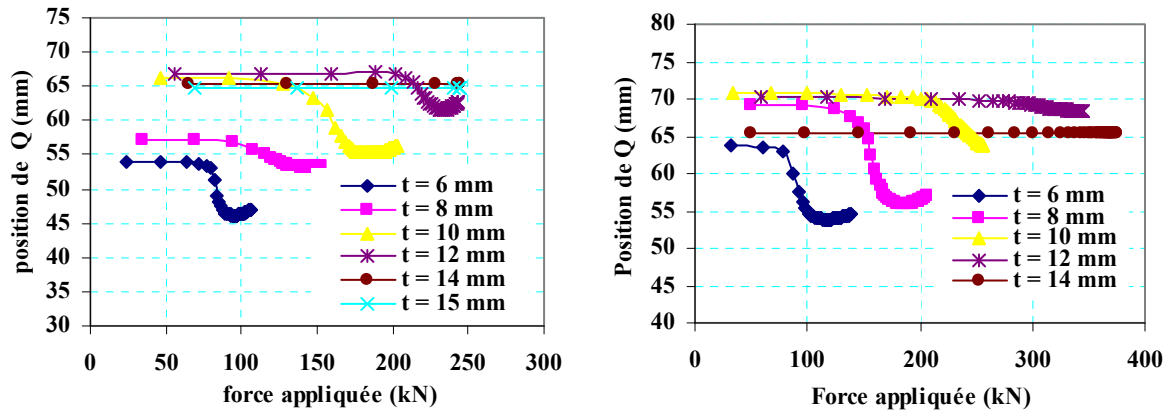 75
70
65
60
55
50
45
40
35
30
position de Q (mm)
t = 6 mm
t = 8 mm
t = 10 mm
t = 12 mm
t = 14 mm
t = 15 mm
0 50 100 150 200 250 300
force appliquée (kN)
80
75
70
65
60
55
50
45
40
Position de Q (mm)
t = 6 mm
t = 8 mm
t = 10 mm
t = 12 mm
t = 14 mm
0 100 200 300 400
Force appliquée (kN)